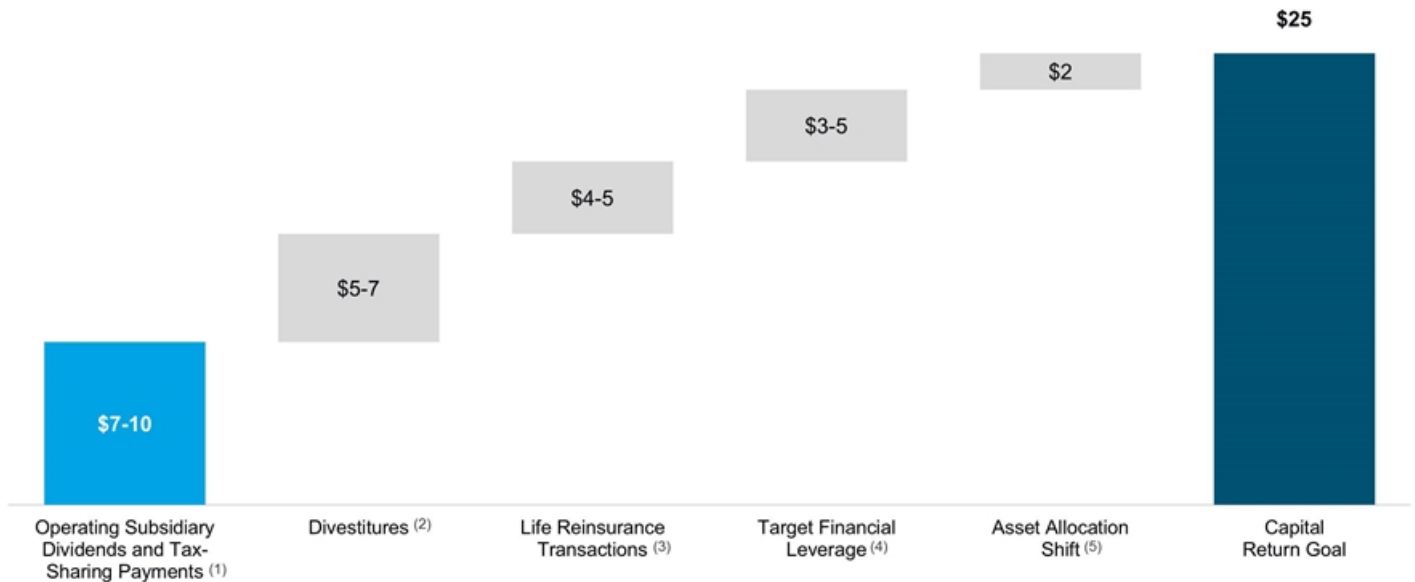 $25
$2
$3-5
$4-5
$5-7
$7-10
Operating Subsidiary
Dividends and Tax-
Sharing Payments (1)
Divestitures (2)
Life Reinsurance
Transactions (3)
Target Financial
Leverage (4)
Asset Allocation
Shift (5)
Capital
Return Goal